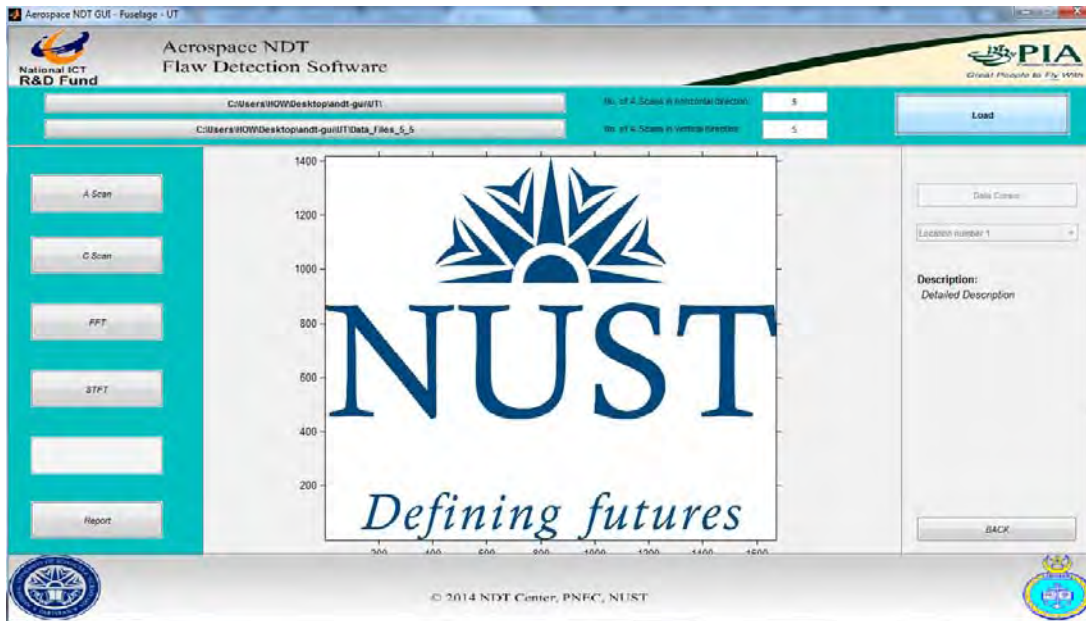 Aerospace NDT GUI - Fuselage - UT
National ICT
R&D Fund
Aerospace NDT
Flaw Detection Software
PIA
Great People to Fly With
C:\Users\HOW\Desktop\andt-gui\UT\
No. of A Scans in horizontal direction:
5
Load
C:\Users\HOW\Desktop\andt-gui\UT\Data_Files_5_5
No. of A Scans in vertical direction:
5
A Scan
C Scan
FFT
STFT
Report
1400
1200
1000
800
600
400
200
NUST
Defining futures
200 400 600 800 1000 1200 1400 1600
Data Cursor
Location number 1
Description:
Detailed Description
BACK
© 2014 NDT Center, PNEC, NUST